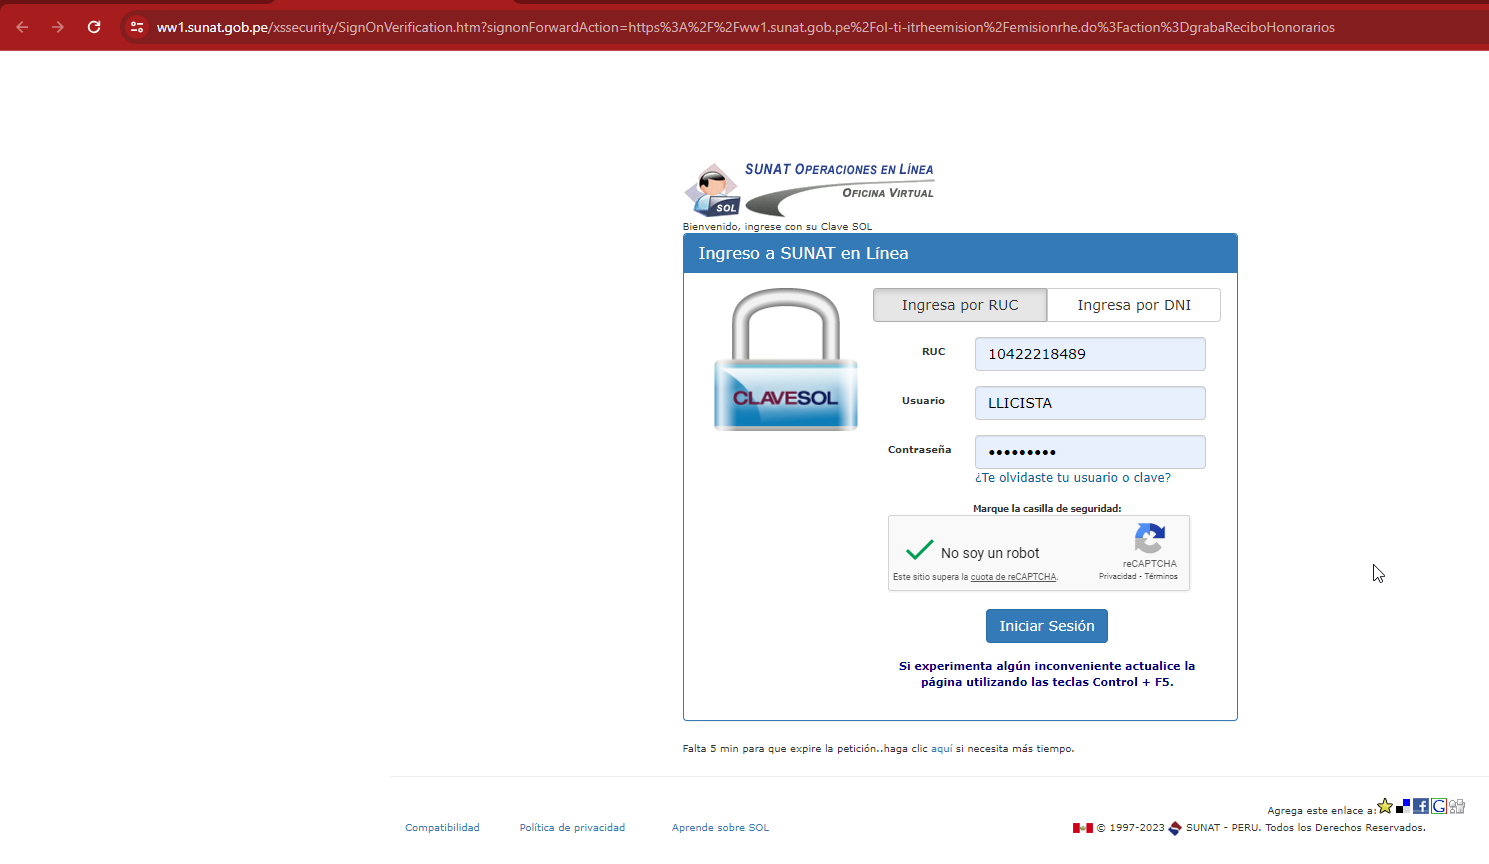 ww1.sunat.gob.pe/xssecurity/SignOnVerification.htm?signonForwardAction=https%3A%2F%2Fww1.sunat.gob.pe%2Fol-ti-itrheemision%2Femisionrhe.do%3Faction%3DgrabaReciboHonorarios
SUNAT OPERACIONES EN LÍNEA
OFICINA VIRTUAL
SOL
Bienvenido, ingrese con su Clave SOL
Ingreso a SUNAT en Línea
Ingresa por RUC Ingresa por DNI
RUC 10422218489
CLAVESOL
Usuario LLICISTA
Contraseña •••••••••
¿Te olvidaste tu usuario o clave?
Marque la casilla de seguridad:
No soy un robot
reCAPTCHA
Este sitio supera la cuota de reCAPTCHA.
Privacidad - Términos
Iniciar Sesión
Si experimenta algún inconveniente actualice la
página utilizando las teclas Control + F5.
Falta 5 min para que expire la petición..haga clic aquí si necesita más tiempo.
Agrega este enlace a:
Compatibilidad Política de privacidad Aprende sobre SOL
© 1997-2023 SUNAT - PERU. Todos los Derechos Reservados.